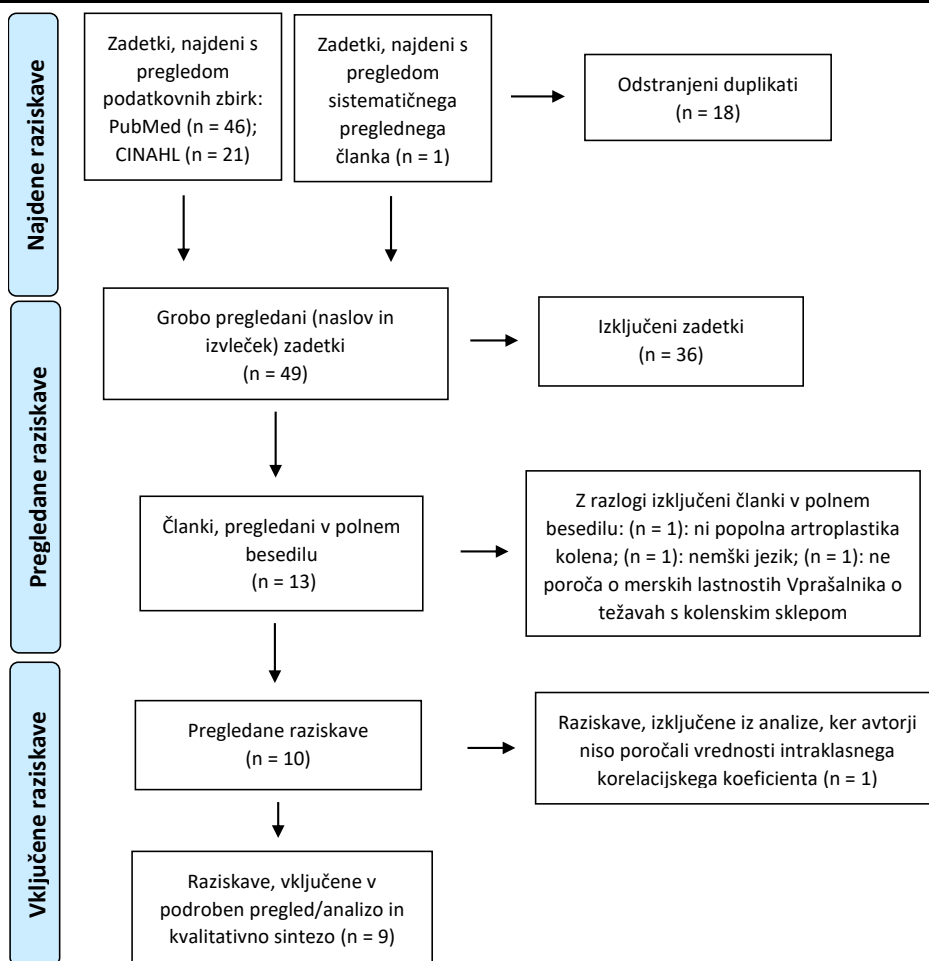 Najdene raziskave
Zadetki, najdeni s
pregledom
podatkovnih zbirk:
PubMed (n = 46);
CINAHL (n = 21)
Zadetki, najdeni s
pregledom
sistematičnega
preglednega
članka (n = 1)
Odstranjeni duplikati
(n = 18)
Pregledane raziskave
Grobo pregledani (naslov in
izvleček) zadetki
(n = 49)
Izključeni zadetki
(n = 36)
Članki, pregledani v polnem
besedilu
(n = 13)
Z razlogi izključeni članki v polnem
besedilu: (n = 1): ni popolna artroplastika
kolena; (n = 1): nemški jezik; (n = 1): ne
poroča o merskih lastnostih Vprašalnika o
težavah s kolenskim sklepom
Vključene raziskave
Pregledane raziskave
(n = 10)
Raziskave, izključene iz analize, ker avtorji
niso poročali vrednosti intraklasnega
korelacijskega koeficienta (n = 1)
Raziskave, vključene v
podroben pregled/analizo in
kvalitativno sintezo (n = 9)